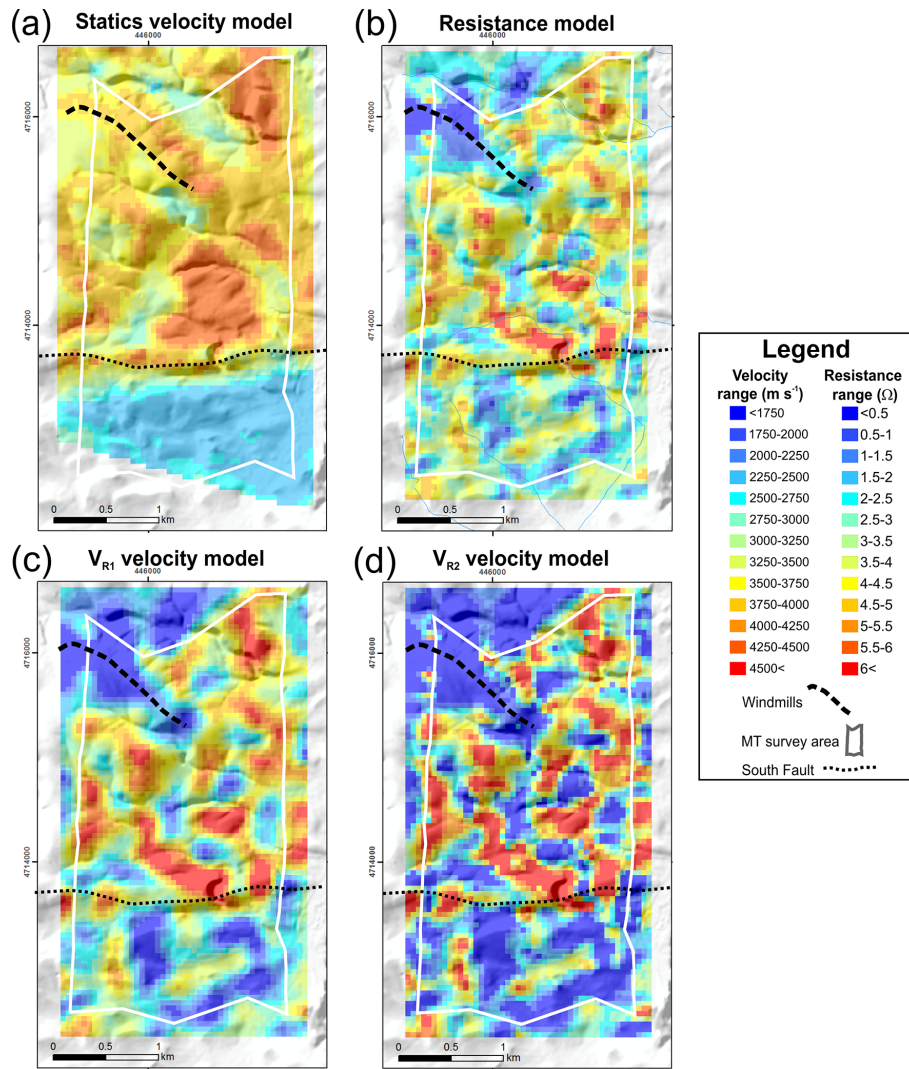 (a) Statics velocity model
446000
4716000
4714000
0 0.5 1
km
(b) Resistance model
446000
4716000
4714000
0 0.5 1
km
(c) V_R1 velocity model
446000
4716000
4714000
0 0.5 1
km
(d) V_R2 velocity model
446000
4716000
4714000
0 0.5 1
km
Legend
Velocity range (m s⁻¹)
Resistance range (Ω)
<1750 <0.5
1750-2000 0.5-1
2000-2250 1-1.5
2250-2500 1.5-2
2500-2750 2-2.5
2750-3000 2.5-3
3000-3250 3-3.5
3250-3500 3.5-4
3500-3750 4-4.5
3750-4000 4.5-5
4000-4250 5-5.5
4250-4500 5.5-6
4500< 6<
Windmills
MT survey area
South Fault